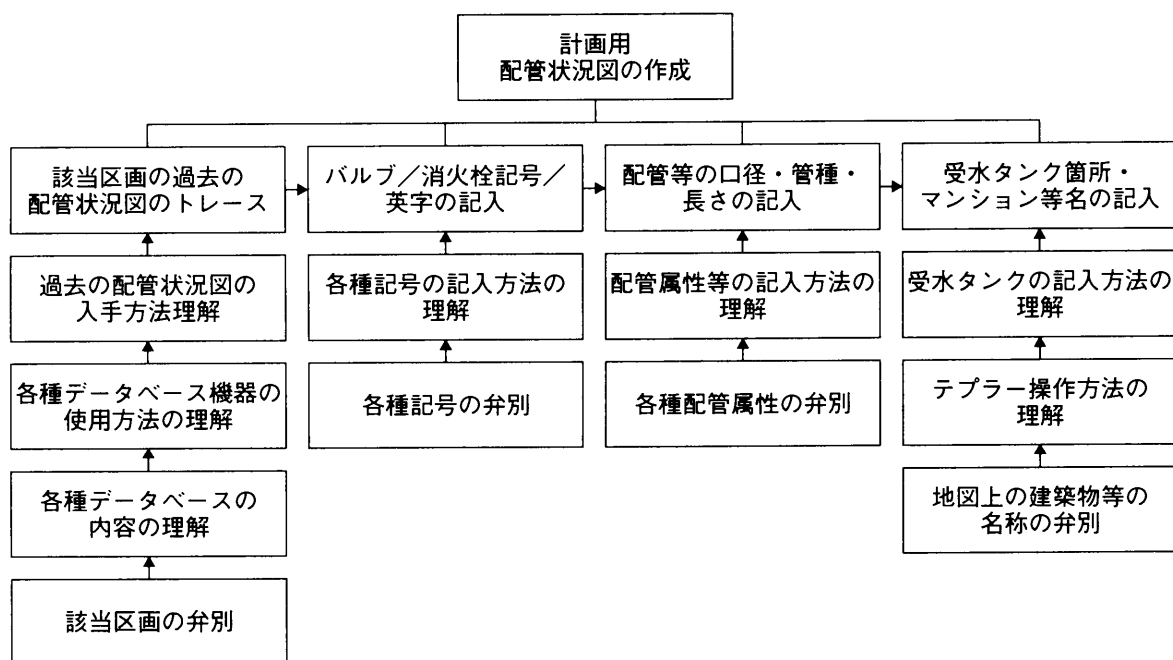 計画用
配管状況図の作成
該当区画の過去の
配管状況図のトレース
バルブ／消火栓記号／
英字の記入
配管等の口径・管種・
長さの記入
受水タンク箇所・
マンション等名の記入
過去の配管状況図の
入手方法理解
各種記号の記入方法の
理解
配管属性等の記入方法の
理解
受水タンクの記入方法の
理解
各種データベース機器の
使用方法の理解
各種記号の弁別
各種配管属性の弁別
テプラー操作方法の
理解
各種データベースの
内容の理解
地図上の建築物等の
名称の弁別
該当区画の弁別